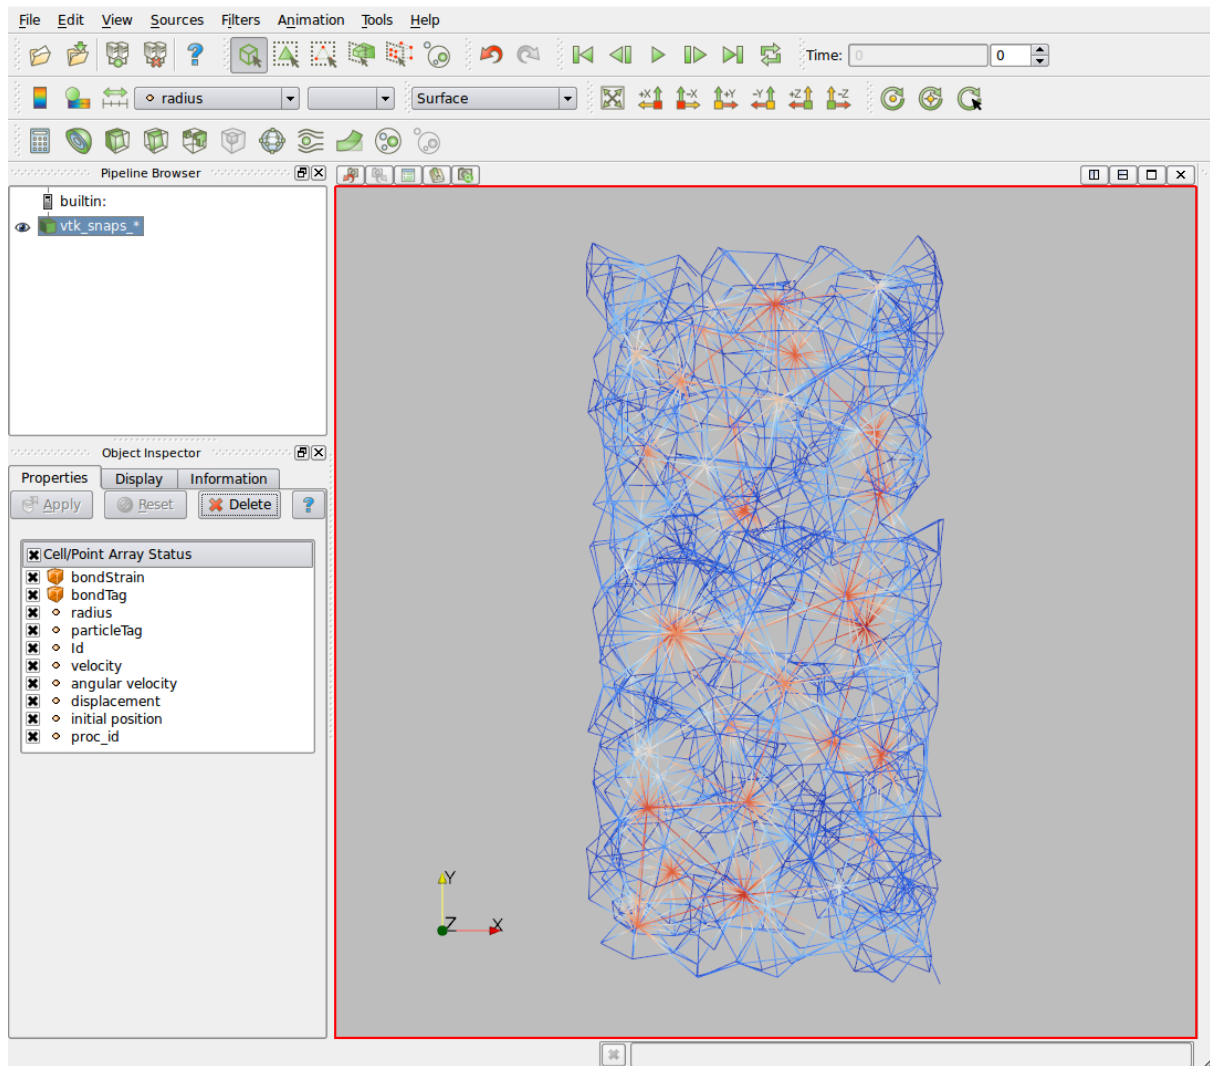 File Edit View Sources Filters Animation Tools Help
? Time: 0 0
radius Surface +X -X +Y -Y +Z -Z
Pipeline Browser
builtin:
vtk_snaps_*
Object Inspector
Properties Display Information
Apply Reset Delete ?
Cell/Point Array Status
bondStrain
bondTag
radius
particleTag
Id
velocity
angular velocity
displacement
initial position
proc_id
Y
Z X